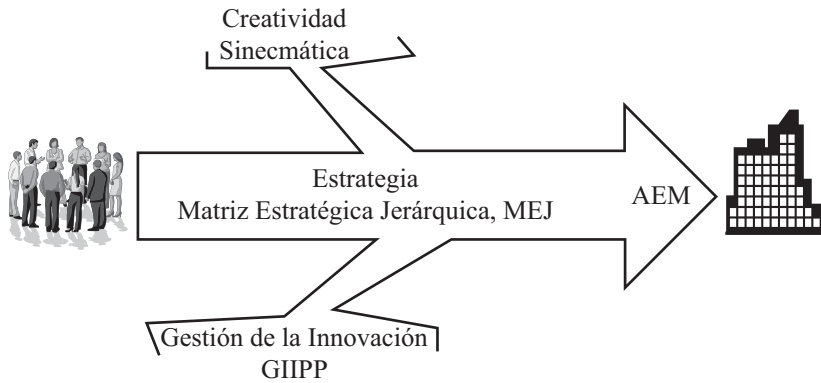 Creatividad
Sinecmática
Estrategia
Matriz Estratégica Jerárquica, MEJ
AEM
Gestión de la Innovación
GIIPP